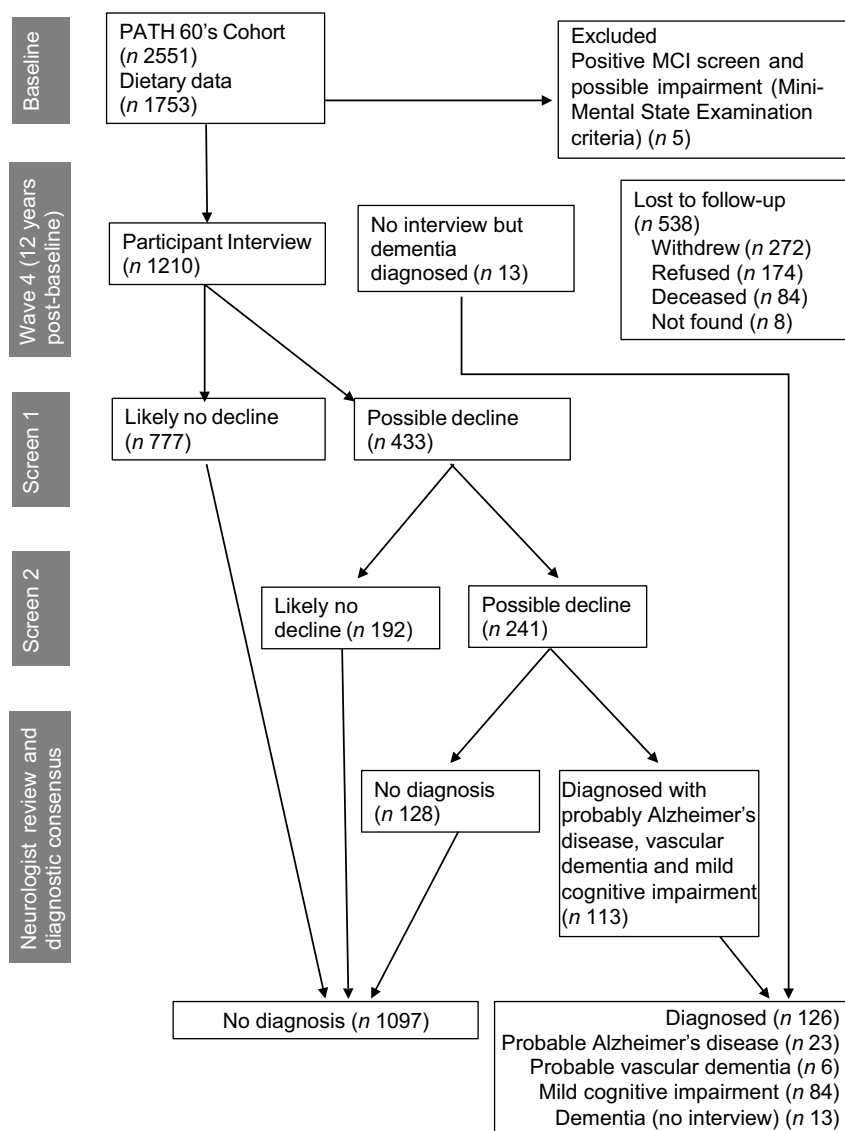 Baseline
PATH 60's Cohort
(n 2551)
Dietary data
(n 1753)
Excluded
Positive MCI screen and
possible impairment (Mini-
Mental State Examination
criteria) (n 5)
Wave 4 (12 years
post-baseline)
Participant Interview
(n 1210)
No interview but
dementia
diagnosed (n 13)
Lost to follow-up
(n 538)
Withdrew (n 272)
Refused (n 174)
Deceased (n 84)
Not found (n 8)
Screen 1
Likely no decline
(n 777)
Possible decline
(n 433)
Screen 2
Likely no
decline (n 192)
Possible decline
(n 241)
Neurologist review and
diagnostic consensus
No diagnosis
(n 128)
Diagnosed with
probably Alzheimer's
disease, vascular
dementia and mild
cognitive impairment
(n 113)
No diagnosis (n 1097)
Diagnosed (n 126)
Probable Alzheimer's disease (n 23)
Probable vascular dementia (n 6)
Mild cognitive impairment (n 84)
Dementia (no interview) (n 13)